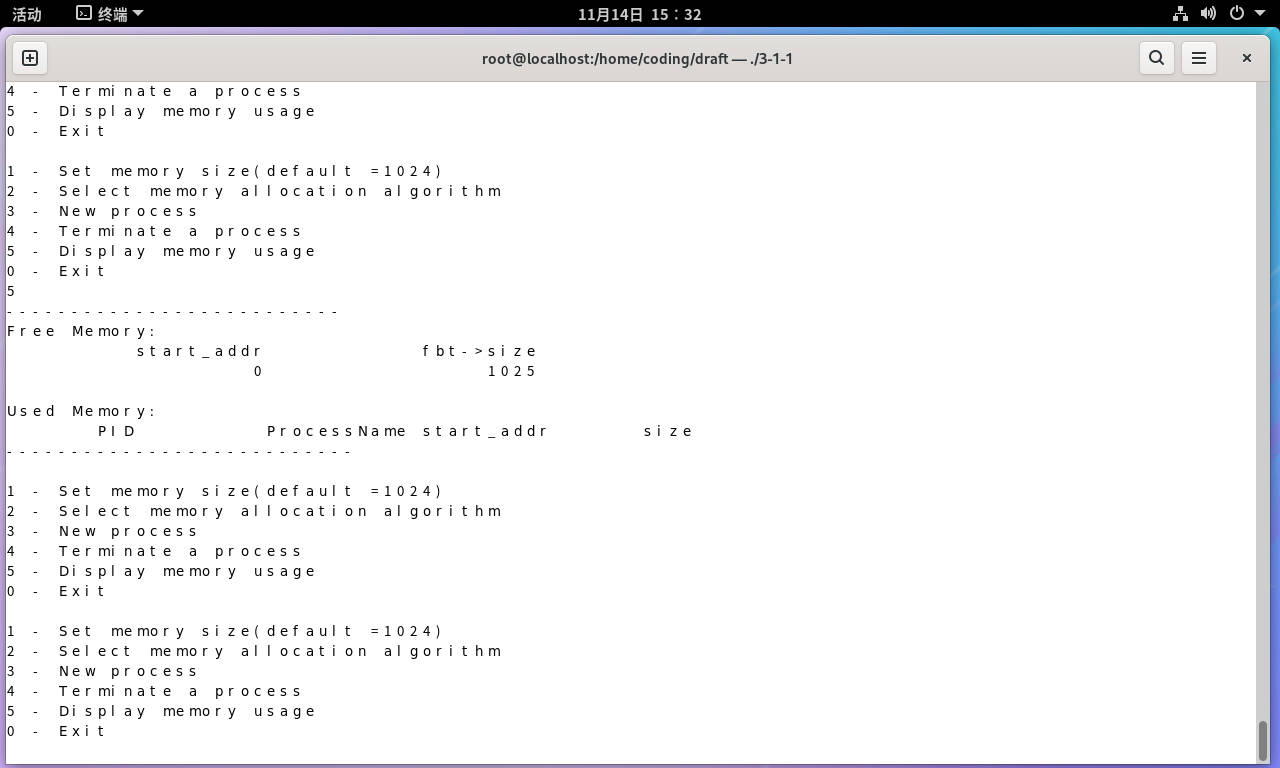 活动 终端 11月14日 15：32
root@localhost:/home/coding/draft — ./3-1-1
4 - Terminate a process
5 - Display memory usage
0 - Exit
1 - Set memory size(default =1024)
2 - Select memory allocation algorithm
3 - New process
4 - Terminate a process
5 - Display memory usage
0 - Exit
5
--------------------------
Free Memory:
start_addr fbt->size
0 1025
Used Memory:
PID ProcessName start_addr size
---------------------------
1 - Set memory size(default =1024)
2 - Select memory allocation algorithm
3 - New process
4 - Terminate a process
5 - Display memory usage
0 - Exit
1 - Set memory size(default =1024)
2 - Select memory allocation algorithm
3 - New process
4 - Terminate a process
5 - Display memory usage
0 - Exit